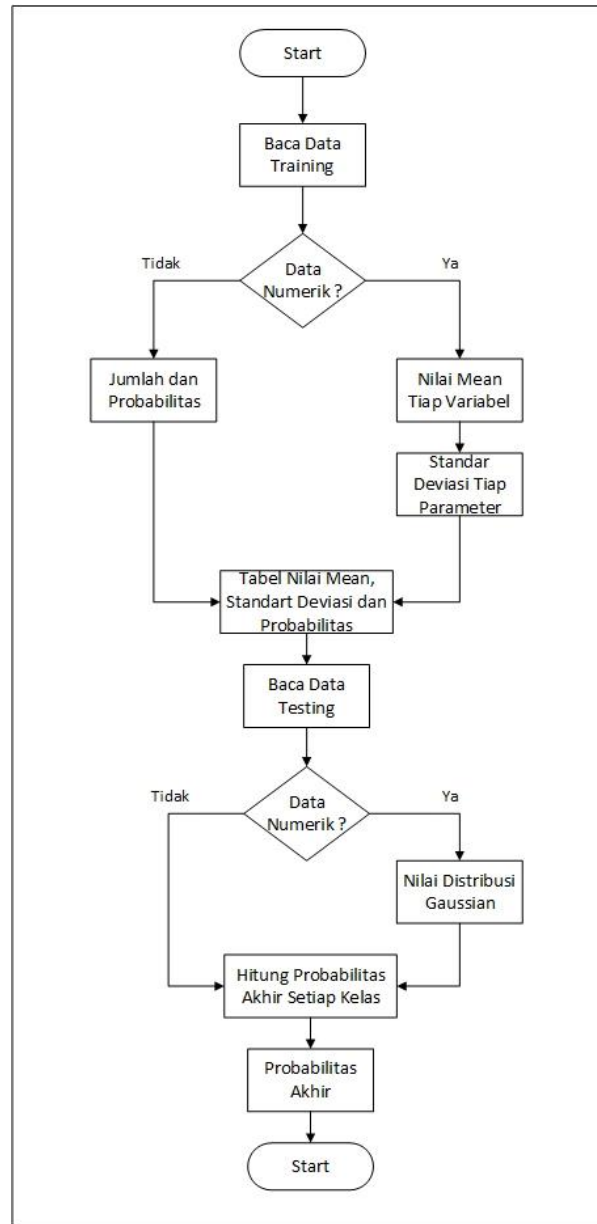 Start
Baca Data
Training
Tidak
Data
Numerik ?
Ya
Jumlah dan
Probabilitas
Nilai Mean
Tiap Variabel
Standar
Deviasi Tiap
Parameter
Tabel Nilai Mean,
Standart Deviasi dan
Probabilitas
Baca Data
Testing
Tidak
Data
Numerik ?
Ya
Nilai Distribusi
Gaussian
Hitung Probabilitas
Akhir Setiap Kelas
Probabilitas
Akhir
Start